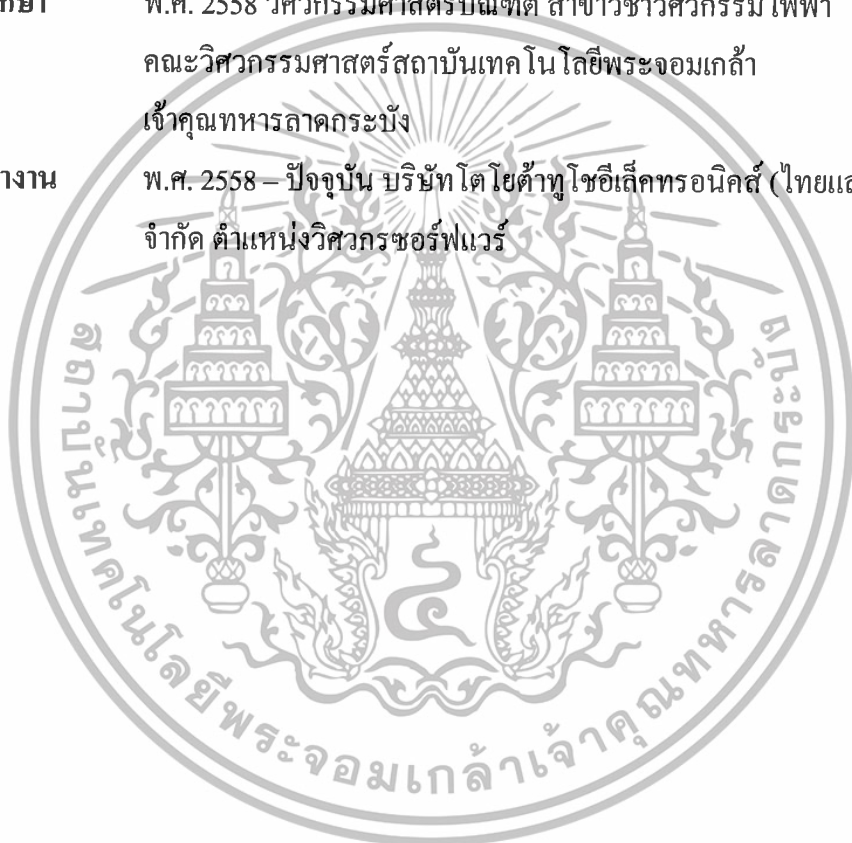 พ.ศ. 2558 วิศวกรรมศาสตรบัณฑิต สาขาวิชาวิศวกรรมไฟฟ้า
คณะวิศวกรรมศาสตร์สถาบันเทคโนโลยีพระจอมเกล้า
เจ้าคุณทหารลาดกระบัง
พ.ศ. 2558 – ปัจจุบัน บริษัทโตโยต้าทูโชอีเล็คทรอนิคส์ (ไทยแล
จำกัด ตำแหน่งวิศวกรซอร์ฟแวร์
สถาบันเทคโนโลยีพระจอมเกล้าเจ้าคุณทหารลาดกระบัง
๔